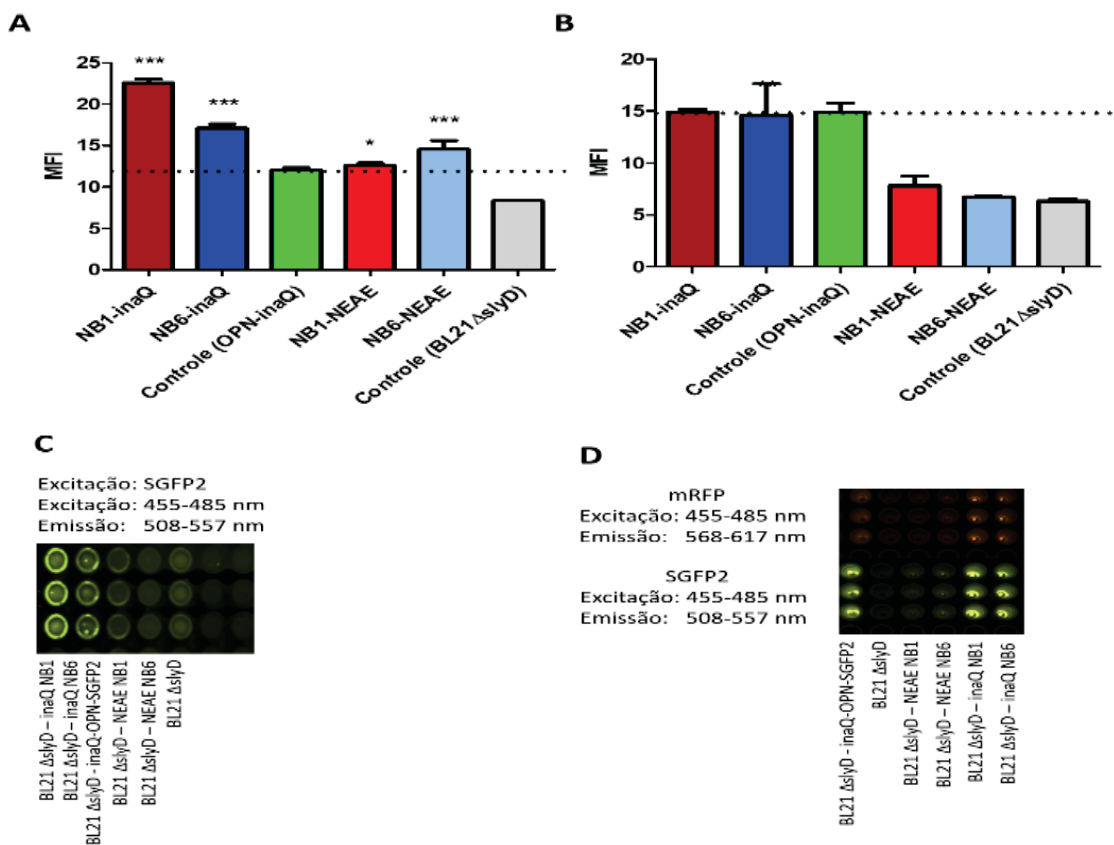 A
B
25
20
15
10
5
0
MFI
***
***
*
***
NB1-inaQ
NB6-inaQ
Controle (OPN-inaQ)
NB1-NEAE
NB6-NEAE
Controle (BL21ΔslyD)
20
15
10
5
0
MFI
**
NB1-inaQ
NB6-inaQ
Controle (OPN-inaQ)
NB1-NEAE
NB6-NEAE
Controle (BL21ΔslyD)
C
Excitação: SGFP2
Excitação: 455-485 nm
Emissão: 508-557 nm
BL21 ΔslyD – inaQ NB1
BL21 ΔslyD – inaQ NB6
BL21 ΔslyD - inaQ-OPN-SGFP2
BL21 ΔslyD – NEAE NB1
BL21 ΔslyD – NEAE NB6
BL21 ΔslyD
D
mRFP
Excitação: 455-485 nm
Emissão: 568-617 nm
SGFP2
Excitação: 455-485 nm
Emissão: 508-557 nm
BL21 ΔslyD – inaQ-OPN-SGFP2
BL21 ΔslyD
BL21 ΔslyD – NEAE NB1
BL21 ΔslyD – NEAE NB6
BL21 ΔslyD – inaQ NB1
BL21 ΔslyD – inaQ NB6